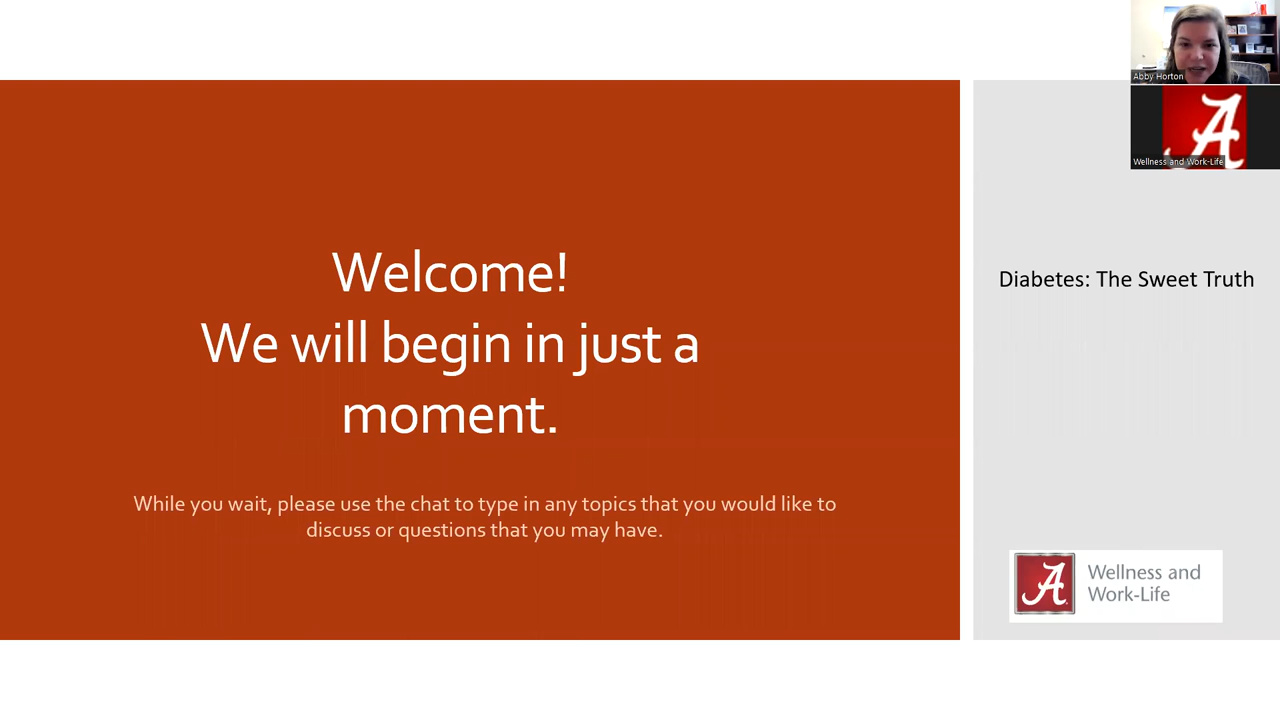 Abby Horton
A
Wellness and Work-Life
Welcome!
We will begin in just a
moment.
While you wait, please use the chat to type in any topics that you would like to
discuss or questions that you may have.
Diabetes: The Sweet Truth
A
Wellness and
Work-Life